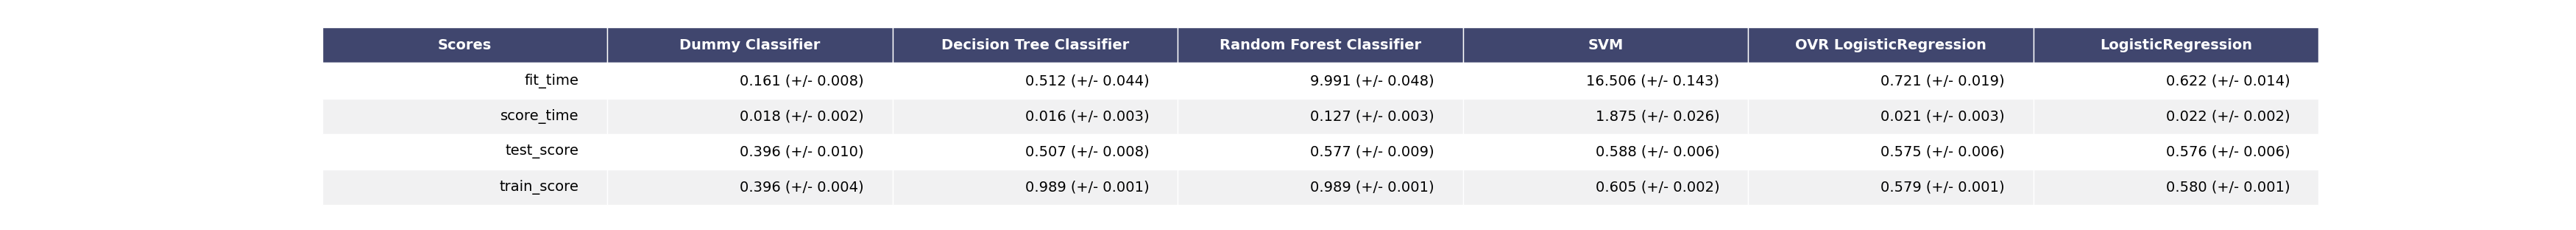 Scores Dummy Classifier Decision Tree Classifier Random Forest Classifier SVM OVR LogisticRegression LogisticRegression
fit_time 0.161 (+/- 0.008) 0.512 (+/- 0.044) 9.991 (+/- 0.048) 16.506 (+/- 0.143) 0.721 (+/- 0.019) 0.622 (+/- 0.014)
score_time 0.018 (+/- 0.002) 0.016 (+/- 0.003) 0.127 (+/- 0.003) 1.875 (+/- 0.026) 0.021 (+/- 0.003) 0.022 (+/- 0.002)
test_score 0.396 (+/- 0.010) 0.507 (+/- 0.008) 0.577 (+/- 0.009) 0.588 (+/- 0.006) 0.575 (+/- 0.006) 0.576 (+/- 0.006)
train_score 0.396 (+/- 0.004) 0.989 (+/- 0.001) 0.989 (+/- 0.001) 0.605 (+/- 0.002) 0.579 (+/- 0.001) 0.580 (+/- 0.001)